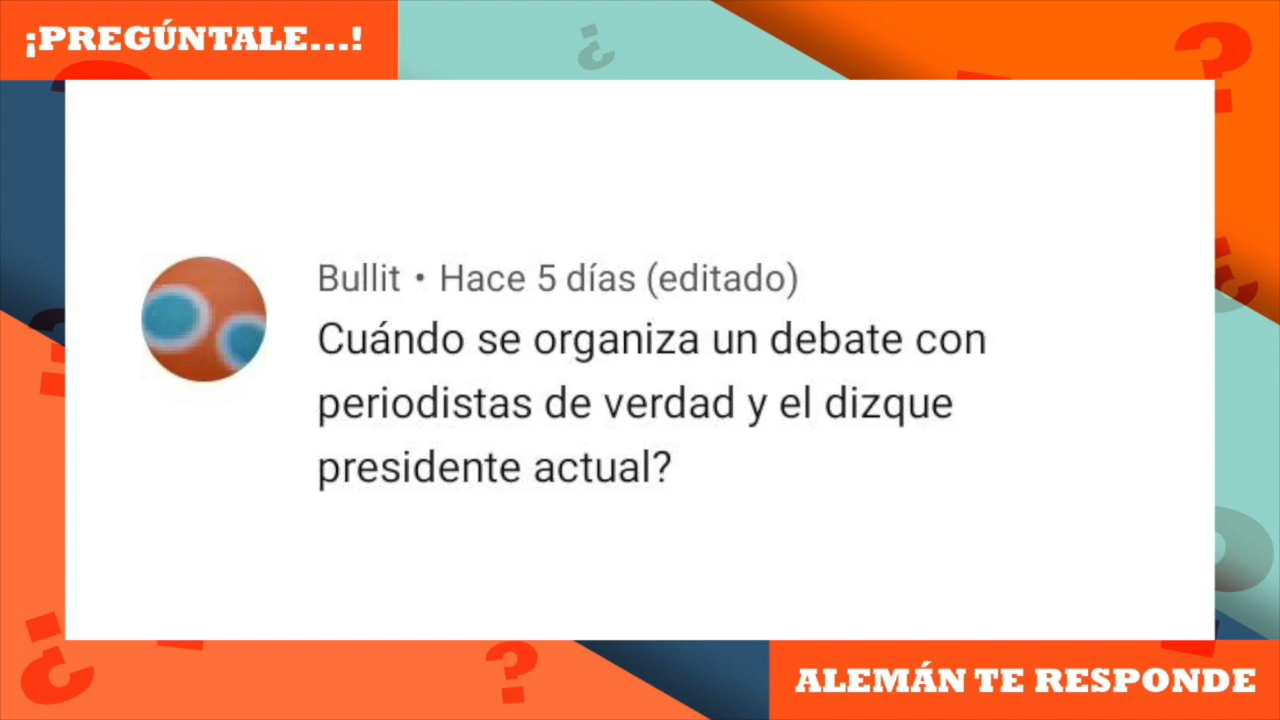 ¡PREGÚNTALE...!
Bullit • Hace 5 días (editado)
Cuándo se organiza un debate con
periodistas de verdad y el dizque
presidente actual?
ALEMÁN TE RESPONDE